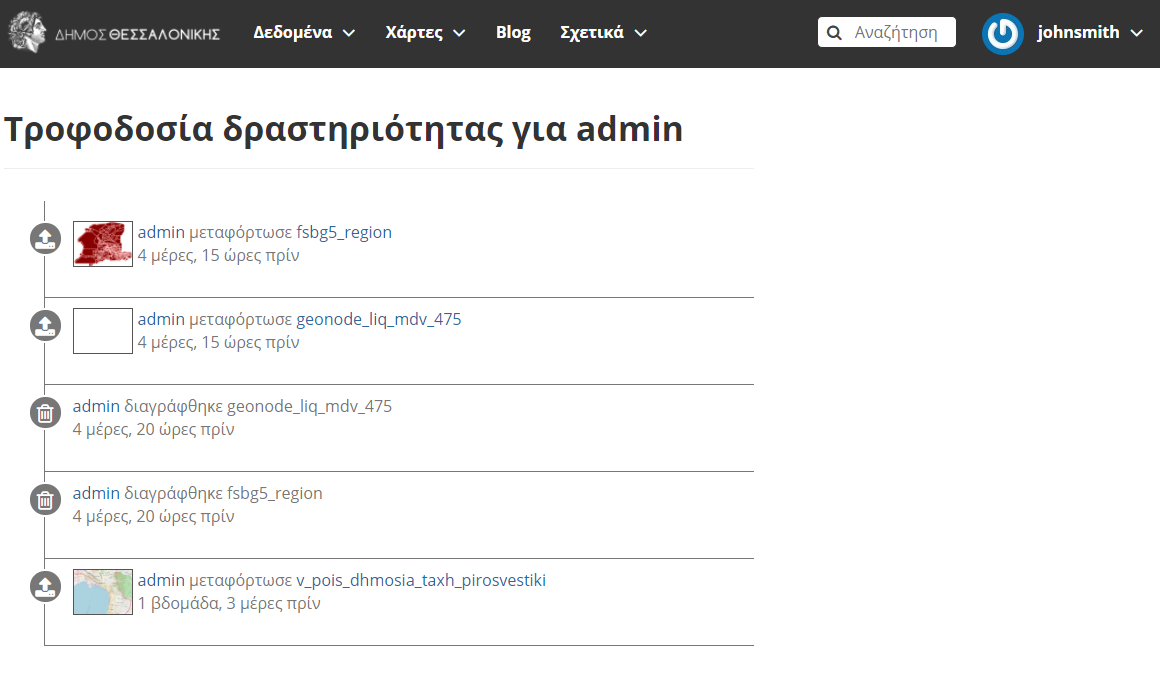 ΔΗΜΟΣ ΘΕΣΣΑΛΟΝΙΚΗΣ Δεδομένα Χάρτες Blog Σχετικά Αναζήτηση johnsmith
Τροφοδοσία δραστηριότητας για admin
admin μεταφόρτωσε fsbg5_region
4 μέρες, 15 ώρες πρίν
admin μεταφόρτωσε geonode_liq_mdv_475
4 μέρες, 15 ώρες πρίν
admin διαγράφθηκε geonode_liq_mdv_475
4 μέρες, 20 ώρες πρίν
admin διαγράφθηκε fsbg5_region
4 μέρες, 20 ώρες πρίν
admin μεταφόρτωσε v_pois_dhmosia_taxh_pirosvestiki
1 βδομάδα, 3 μέρες πρίν